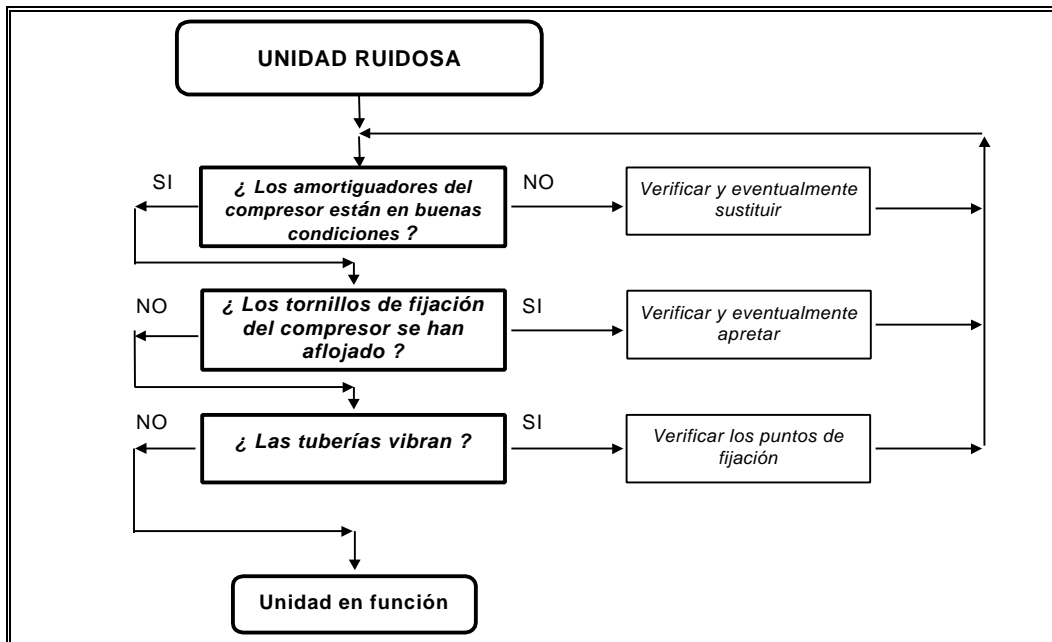 UNIDAD RUIDOSA
SI
¿ Los amortiguadores del
compresor están en buenas
condiciones ?
NO
Verificar y eventualmente
sustituir
NO
¿ Los tornillos de fijación
del compresor se han
aflojado ?
SI
Verificar y eventualmente
apretar
NO
¿ Las tuberías vibran ?
SI
Verificar los puntos de
fijación
Unidad en función